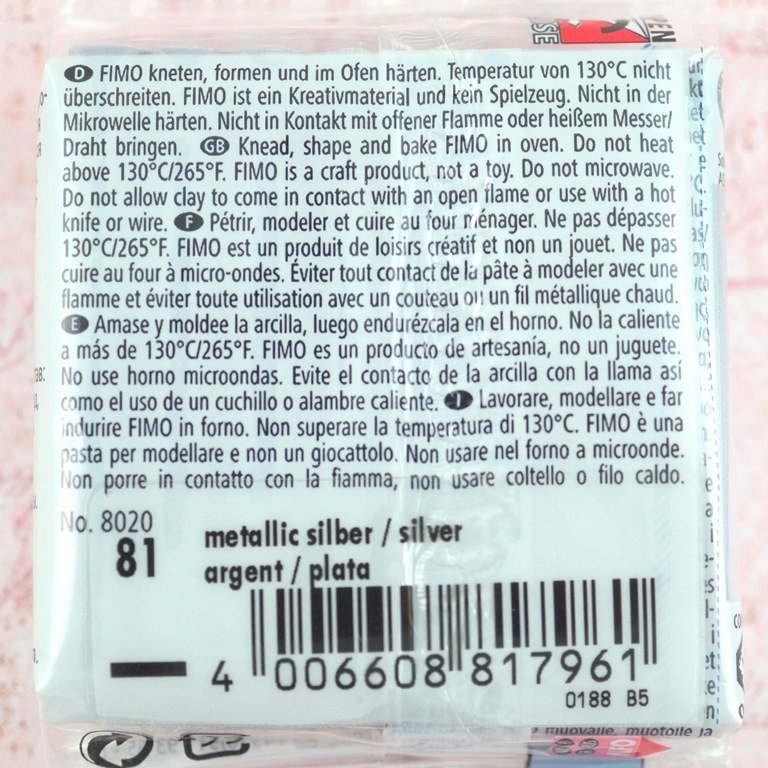 D FIMO kneten, formen und im Ofen härten. Temperatur von 130°C nicht
überschreiten. FIMO ist ein Kreativmaterial und kein Spielzeug. Nicht in der
Mikrowelle härten. Nicht in Kontakt mit offener Flamme oder heißem Messer/
Draht bringen. GB Knead, shape and bake FIMO in oven. Do not heat
above 130°C/265°F. FIMO is a craft product, not a toy. Do not microwave.
Do not allow clay to come in contact with an open flame or use with a hot
knife or wire. F Pétrir, modeler et cuire au four ménager. Ne pas dépasser
130°C/265°F. FIMO est un produit de loisirs créatif et non un jouet. Ne pas
cuire au four à micro-ondes. Éviter tout contact de la pâte à modeler avec une
flamme et éviter toute utilisation avec un couteau ou un fil métallique chaud.
E Amase y moldee la arcilla, luego endurézcala en el horno. No la caliente
a más de 130°C/265°F. FIMO es un producto de artesanía, no un juguete.
No use horno microondas. Evite el contacto de la arcilla con la llama así
como el uso de un cuchillo o alambre caliente. I Lavorare, modellare e far
indurire FIMO in forno. Non superare la temperatura di 130°C. FIMO è una
pasta per modellare e non un giocattolo. Non usare nel forno a microonde.
Non porre in contatto con la fiamma, non usare coltello o filo caldo.
No. 8020
81
metallic silber / silver
argent / plata
4 006608 817961
0188 B5
muovaile, muotoile ja